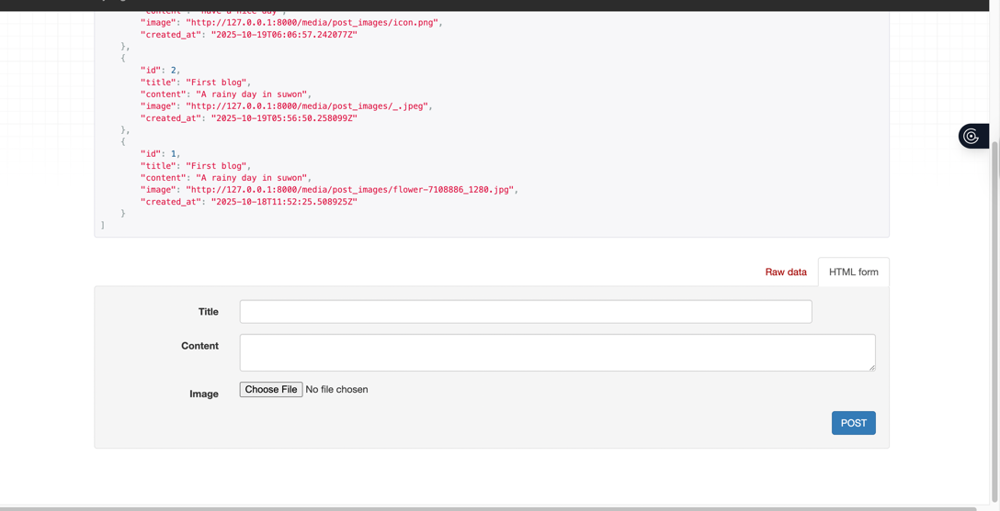 "content": "Have a nice day",
"image": "http://127.0.0.1:8000/media/post_images/icon.png",
"created_at": "2025-10-19T06:06:57.242077Z"
},
{
"id": 2,
"title": "First blog",
"content": "A rainy day in suwon",
"image": "http://127.0.0.1:8000/media/post_images/_.jpeg",
"created_at": "2025-10-19T05:56:50.258099Z"
},
{
"id": 1,
"title": "First blog",
"content": "A rainy day in suwon",
"image": "http://127.0.0.1:8000/media/post_images/flower-7108886_1280.jpg",
"created_at": "2025-10-18T11:52:25.508925Z"
}
]
Raw data HTML form
Title
Content
Image Choose File No file chosen
POST